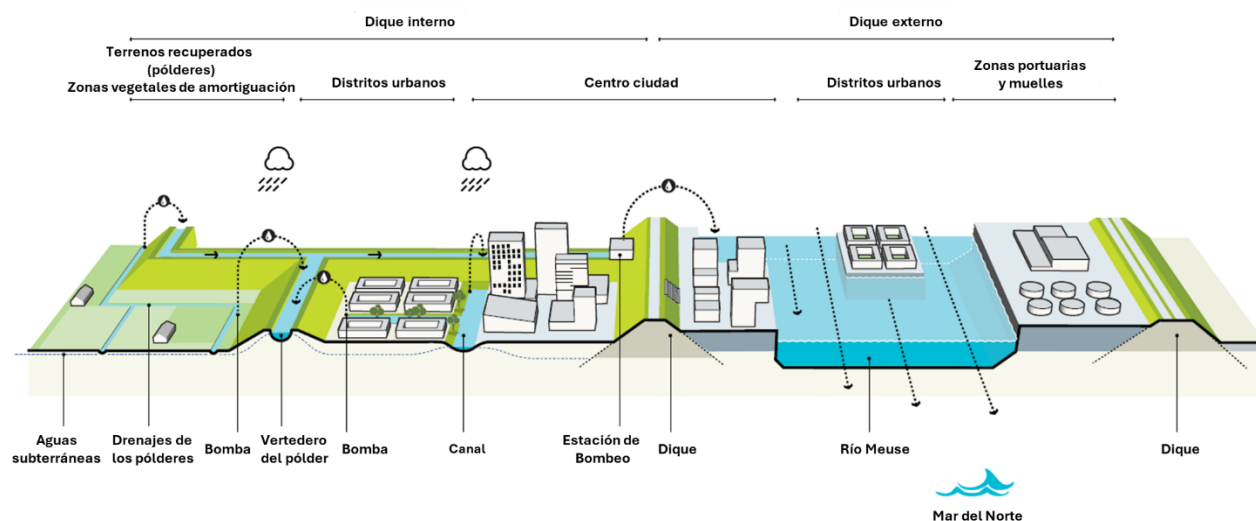 Dique interno
Dique externo
Terrenos recuperados
(pólderes)
Zonas vegetales de amortiguación
Distritos urbanos
Centro ciudad
Distritos urbanos
Zonas portuarias
y muelles
Aguas
subterráneas
Drenajes de
los pólderes
Bomba
Vertedero
del pólder
Bomba
Canal
Estación de
Bombeo
Dique
Río Meuse
Dique
Mar del Norte